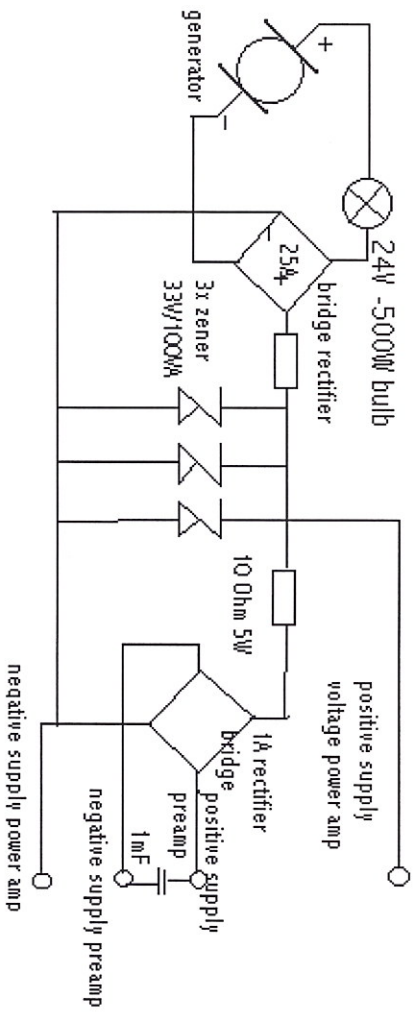 generator
+
-
24V -500W bulb
bridge rectifier
25A
+
-
3x zener
33V/100VA
10 Ohm 5W
positive supply
voltage power amp
1A rectifier
bridge
positive supply
preamp
1mF
negative supply preamp
negative supply power amp